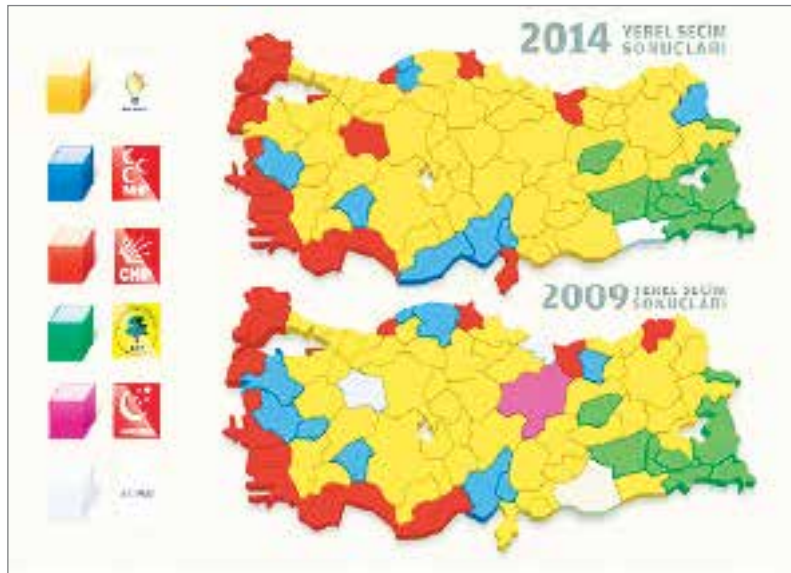 2014 YEREL SEÇİM
SONUÇLARI
MHP
CHP
2009 YEREL SEÇİM
SONUÇLARI